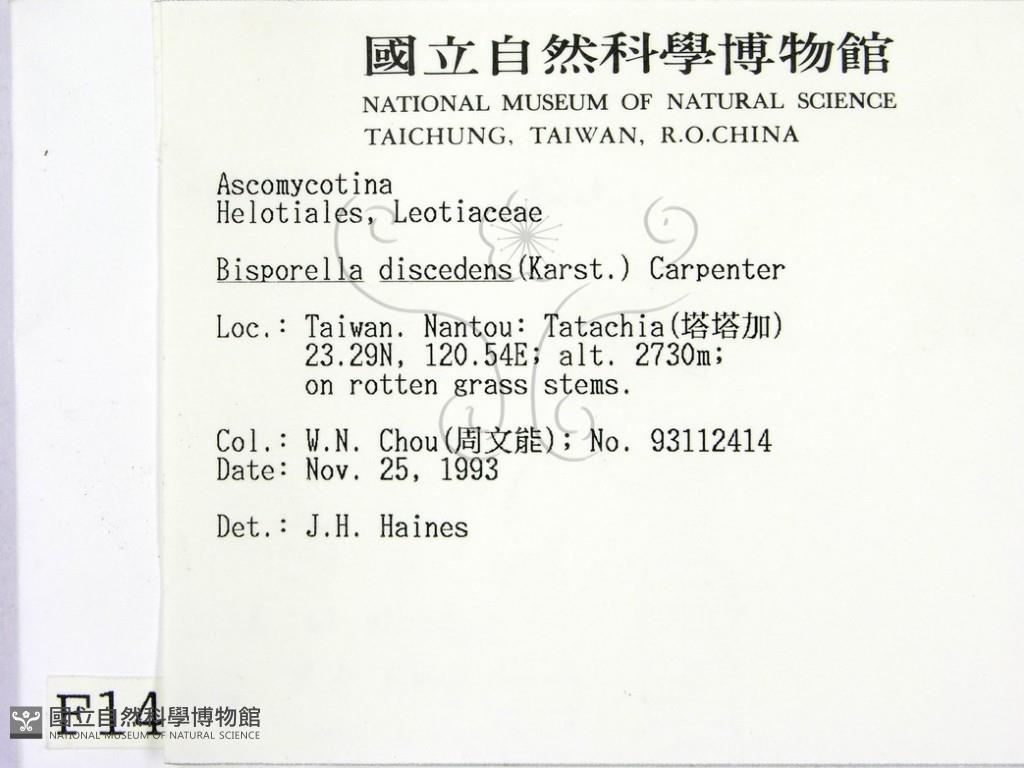 國立自然科學博物館
NATIONAL MUSEUM OF NATURAL SCIENCE
TAICHUNG, TAIWAN, R.O.CHINA
Ascomycotina
Helotiales, Leotiaceae
Bisporella discedens(Karst.) Carpenter
Loc.: Taiwan. Nantou: Tatachia(塔塔加)
23.29N, 120.54E; alt. 2730m;
on rotten grass stems.
Col.: W.N. Chou(周文能); No. 93112414
Date: Nov. 25, 1993
Det.: J.H. Haines
F14
國立自然科學博物館
NATIONAL MUSEUM OF NATURAL SCIENCE